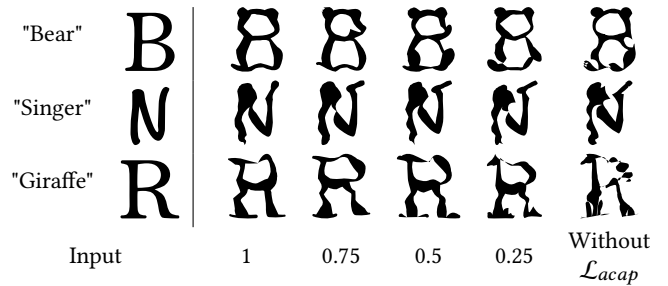 "Bear" B
"Singer" N
"Giraffe" R
Input 1 0.75 0.5 0.25 Without
ℒacap